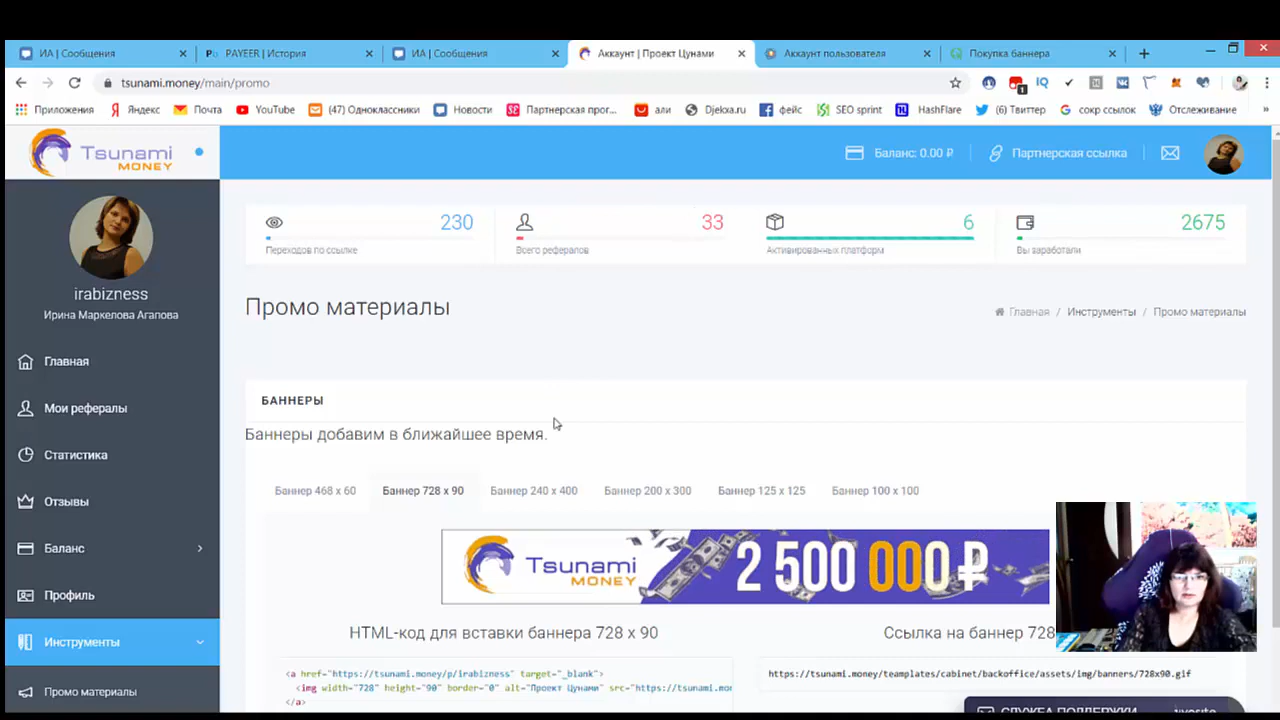 ИА | Сообщения
PAYEER | История
ИА | Сообщения
Аккаунт | Проект Цунами
Аккаунт пользователя
Покупка баннера
tsunami.money/main/promo
Приложения
Яндекс
Почта
YouTube
(47) Одноклассники
Новости
Партнерская прог...
али
Djekxa.ru
фейс
SEO sprint
HashFlare
(6) Твиттер
сокр ссылок
Отслеживание
Tsunami
MONEY
Баланс: 0.00 ₽
Партнерская ссылка
230
Переходов по ссылке
33
Всего рефералов
6
Активированных платформ
2675
Вы заработали
irabizness
Ирина Маркелова Агапова
Промо материалы
Главная / Инструменты / Промо материалы
Главная
Мои рефералы
Статистика
Отзывы
Баланс
Профиль
Инструменты
Промо материалы
БАННЕРЫ
Баннеры добавим в ближайшее время.
Баннер 468 x 60
Баннер 728 x 90
Баннер 240 x 400
Баннер 200 x 300
Баннер 125 x 125
Баннер 100 x 100
Tsunami
MONEY
2 500 000₽
HTML-код для вставки баннера 728 x 90
Ссылка на баннер 728
<a href="https://tsunami.money/p/irabizness" target="_blank">
<img width="728" height="90" border="0" alt="Проект Цунами" src="https://tsunami.mon
</a>
https://tsunami.money/teamplates/cabinet/backoffice/assets/img/banners/728x90.gif
СЛУЖБА ПОДДЕРЖКИ